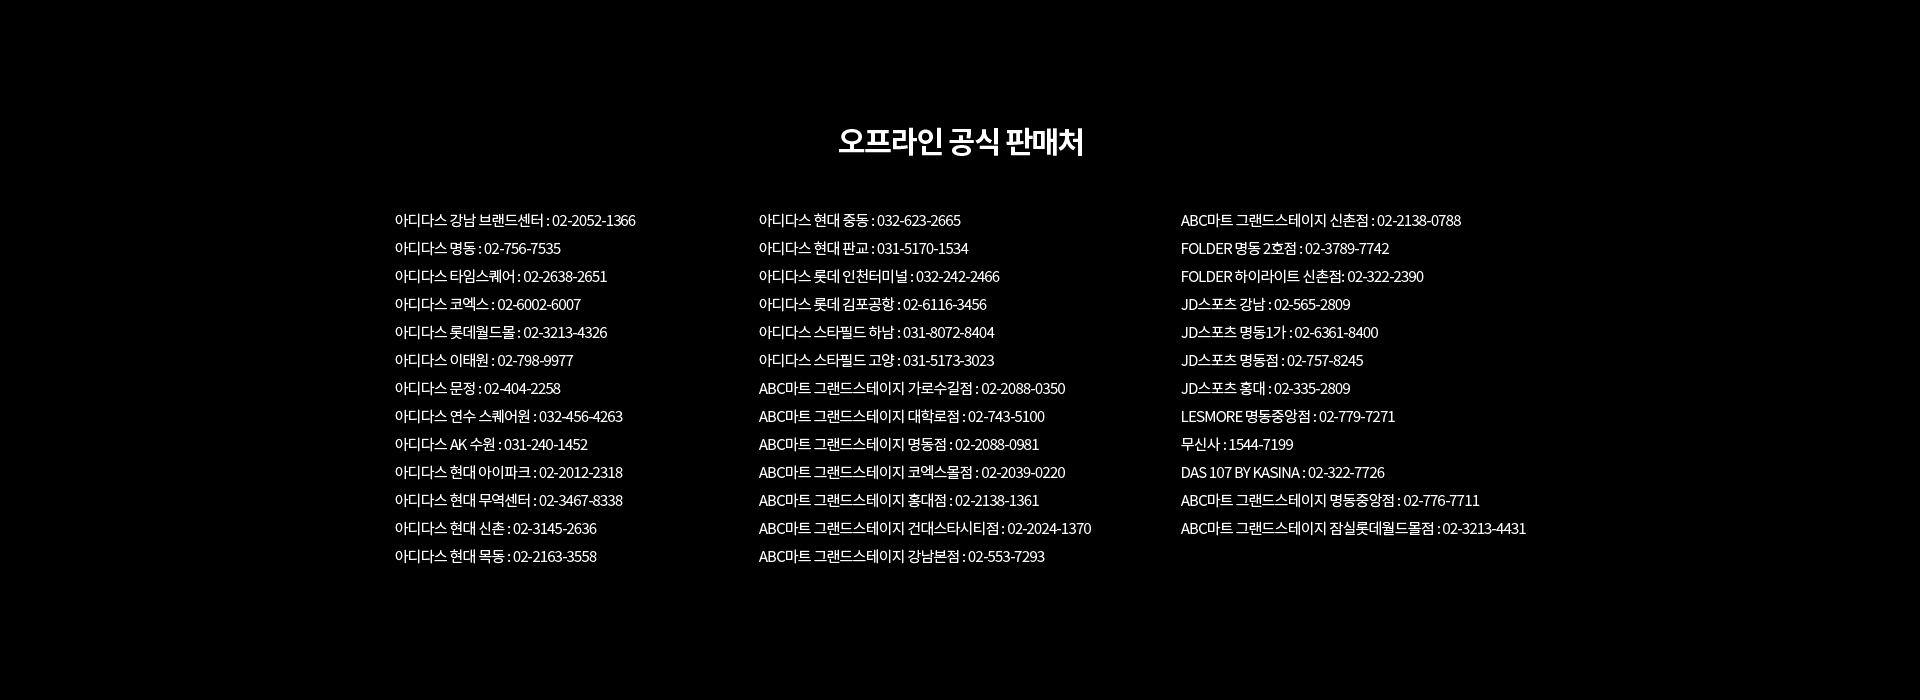 오프라인 공식 판매처
아디다스 강남 브랜드센터 : 02-2052-1366
아디다스 명동 : 02-756-7535
아디다스 타임스퀘어 : 02-2638-2651
아디다스 코엑스 : 02-6002-6007
아디다스 롯데월드몰 : 02-3213-4326
아디다스 이태원 : 02-798-9977
아디다스 문정 : 02-404-2258
아디다스 연수 스퀘어원 : 032-456-4263
아디다스 AK 수원 : 031-240-1452
아디다스 현대 아이파크 : 02-2012-2318
아디다스 현대 무역센터 : 02-3467-8338
아디다스 현대 신촌 : 02-3145-2636
아디다스 현대 목동 : 02-2163-3558
아디다스 현대 중동 : 032-623-2665
아디다스 현대 판교 : 031-5170-1534
아디다스 롯데 인천터미널 : 032-242-2466
아디다스 롯데 김포공항 : 02-6116-3456
아디다스 스타필드 하남 : 031-8072-8404
아디다스 스타필드 고양 : 031-5173-3023
ABC마트 그랜드스테이지 가로수길점 : 02-2088-0350
ABC마트 그랜드스테이지 대학로점 : 02-743-5100
ABC마트 그랜드스테이지 명동점 : 02-2088-0981
ABC마트 그랜드스테이지 코엑스몰점 : 02-2039-0220
ABC마트 그랜드스테이지 홍대점 : 02-2138-1361
ABC마트 그랜드스테이지 건대스타시티점 : 02-2024-1370
ABC마트 그랜드스테이지 강남본점 : 02-553-7293
ABC마트 그랜드스테이지 신촌점 : 02-2138-0788
FOLDER 명동 2호점 : 02-3789-7742
FOLDER 하이라이트 신촌점: 02-322-2390
JD스포츠 강남 : 02-565-2809
JD스포츠 명동1가 : 02-6361-8400
JD스포츠 명동점 : 02-757-8245
JD스포츠 홍대 : 02-335-2809
LESMORE 명동중앙점 : 02-779-7271
무신사 : 1544-7199
DAS 107 BY KASINA : 02-322-7726
ABC마트 그랜드스테이지 명동중앙점 : 02-776-7711
ABC마트 그랜드스테이지 잠실롯데월드몰점 : 02-3213-4431